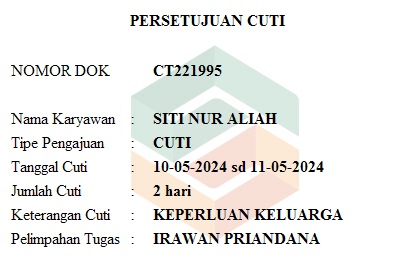 PERSETUJUAN CUTI
NOMOR DOK CT221995
Nama Karyawan : SITI NUR ALIAH
Tipe Pengajuan : CUTI
Tanggal Cuti : 10-05-2024 sd 11-05-2024
Jumlah Cuti : 2 hari
Keterangan Cuti : KEPERLUAN KELUARGA
Pelimpahan Tugas : IRAWAN PRIANDANA